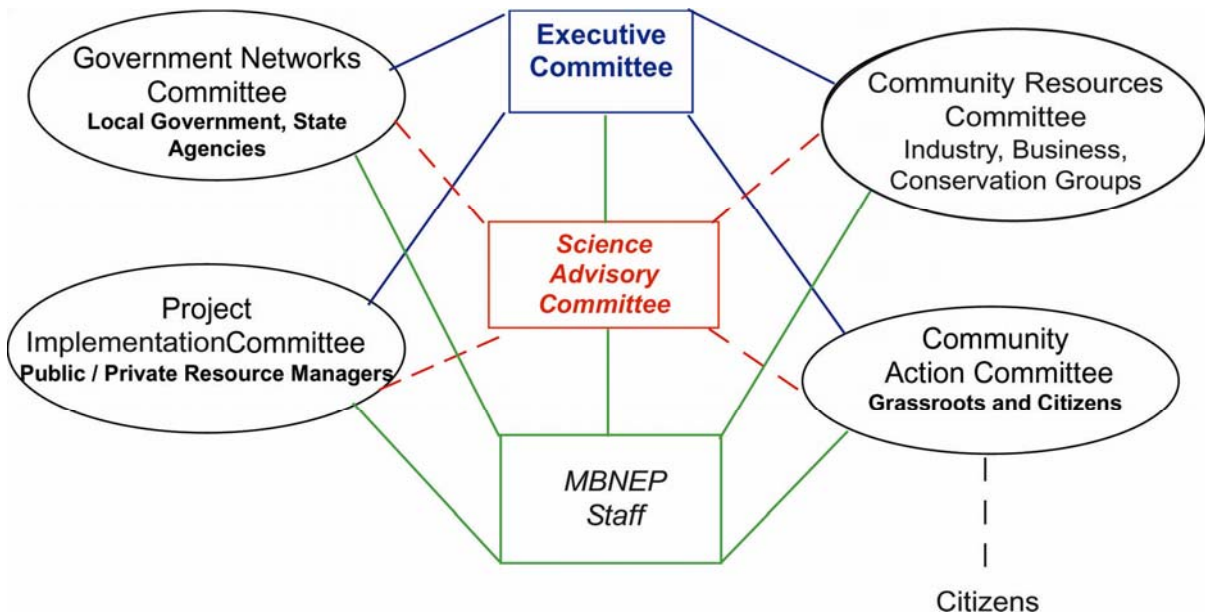 Government Networks
Committee
Local Government, State
Agencies
Executive
Committee
Community Resources
Committee
Industry, Business,
Conservation Groups
Science
Advisory
Committee
Project
ImplementationCommittee
Public / Private Resource Managers
Community
Action Committee
Grassroots and Citizens
MBNEP
Staff
Citizens